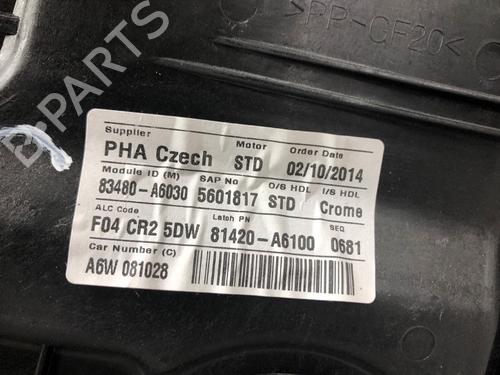 >PP-GF20<
Supplier Motor Order Date
PHA Czech STD 02/10/2014
Module ID (M) SAP No O/S HDL I/S HDL
83480-A6030 5601817 STD Crome
ALC Code Latch PN SEQ
F04 CR2 5DW 81420-A6100 0681
Car Number (C)
A6W 081028
B-PARTS